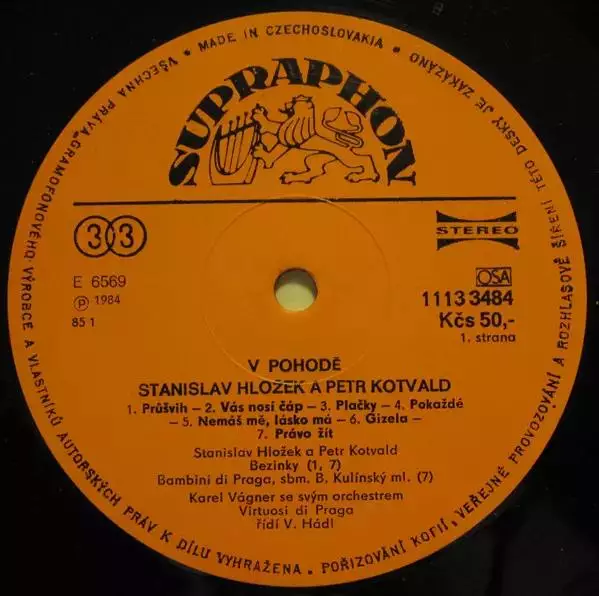 VŠECHNA PRÁVA GRAMOFONOVÉHO VÝROBCE A VLASTNÍKŮ AUTORSKÝCH PRÁV K DÍLU VYHRAŽENA. POŘIZOVÁNÍ KOPIÍ, VEŘEJNÉ PROVOZOVÁNÍ A ROZHLASOVÉ ŠÍŘENÍ TÉTO DESKY JE ZAKÁZÁNO
• MADE IN CZECHOSLOVAKIA •
SUPRAPHON
33
STEREO
E 6569
Ⓟ 1984
85 1
OSA
1113 3484
Kčs 50,-
1. strana
V POHODĚ
STANISLAV HLOŽEK A PETR KOTVALD
1. Průšvih – 2. Vás nosí čáp – 3. Plačky – 4. Pokaždé
– 5. Nemáš mě, lásko má – 6. Gizela –
7. Právo žít
Stanislav Hložek a Petr Kotvald
Bezinky (1, 7)
Bambini di Praga, sbm. B. Kulínský ml. (7)
Karel Vágner se svým orchestrem
Virtuosi di Praga
řídí V. Hádl